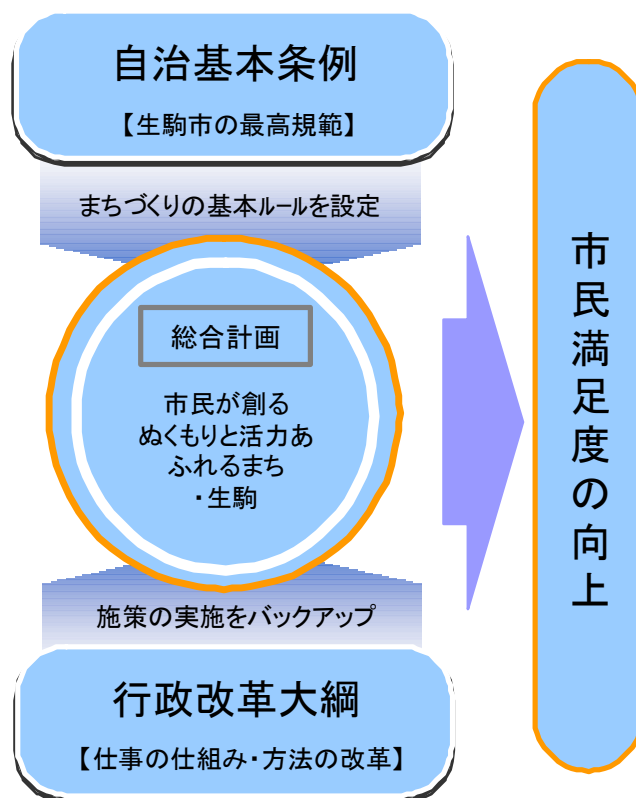 自治基本条例
【生駒市の最高規範】
まちづくりの基本ルールを設定
総合計画
市民が創る
ぬくもりと活力あ
ふれるまち
・生駒
施策の実施をバックアップ
行政改革大綱
【仕事の仕組み・方法の改革】
市民満足度の向上